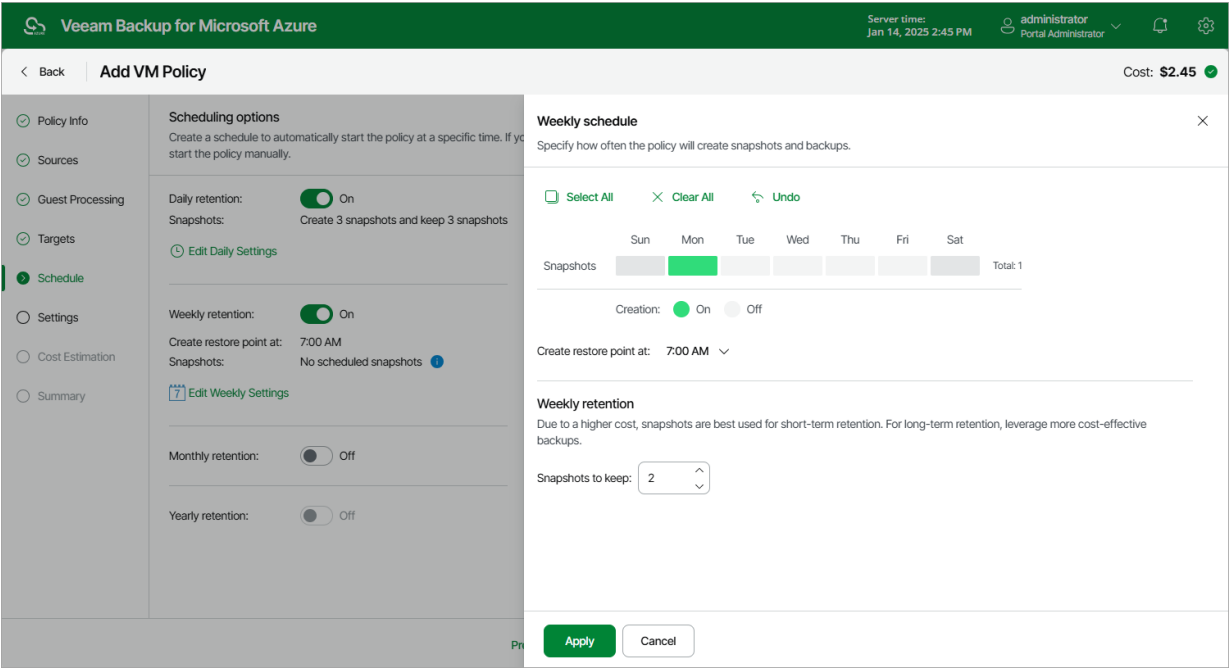 Veeam Backup for Microsoft Azure
Server time:
Jan 14, 2025 2:45 PM
administrator
Portal Administrator
Back
Add VM Policy
Cost: $2.45
Policy Info
Sources
Guest Processing
Targets
Schedule
Settings
Cost Estimation
Summary
Scheduling options
Create a schedule to automatically start the policy at a specific time. If
start the policy manually.
Daily retention: On
Snapshots: Create 3 snapshots and keep 3 snapshots
Edit Daily Settings
Weekly retention: On
Create restore point at: 7:00 AM
Snapshots: No scheduled snapshots
7 Edit Weekly Settings
Monthly retention: Off
Yearly retention: Off
Weekly schedule
Specify how often the policy will create snapshots and backups.
Select All Clear All Undo
Sun Mon Tue Wed Thu Fri Sat
Snapshots Total: 1
Creation: On Off
Create restore point at: 7:00 AM
Weekly retention
Due to a higher cost, snapshots are best used for short-term retention. For long-term retention, leverage more cost-effective
backups.
Snapshots to keep: 2
Apply Cancel